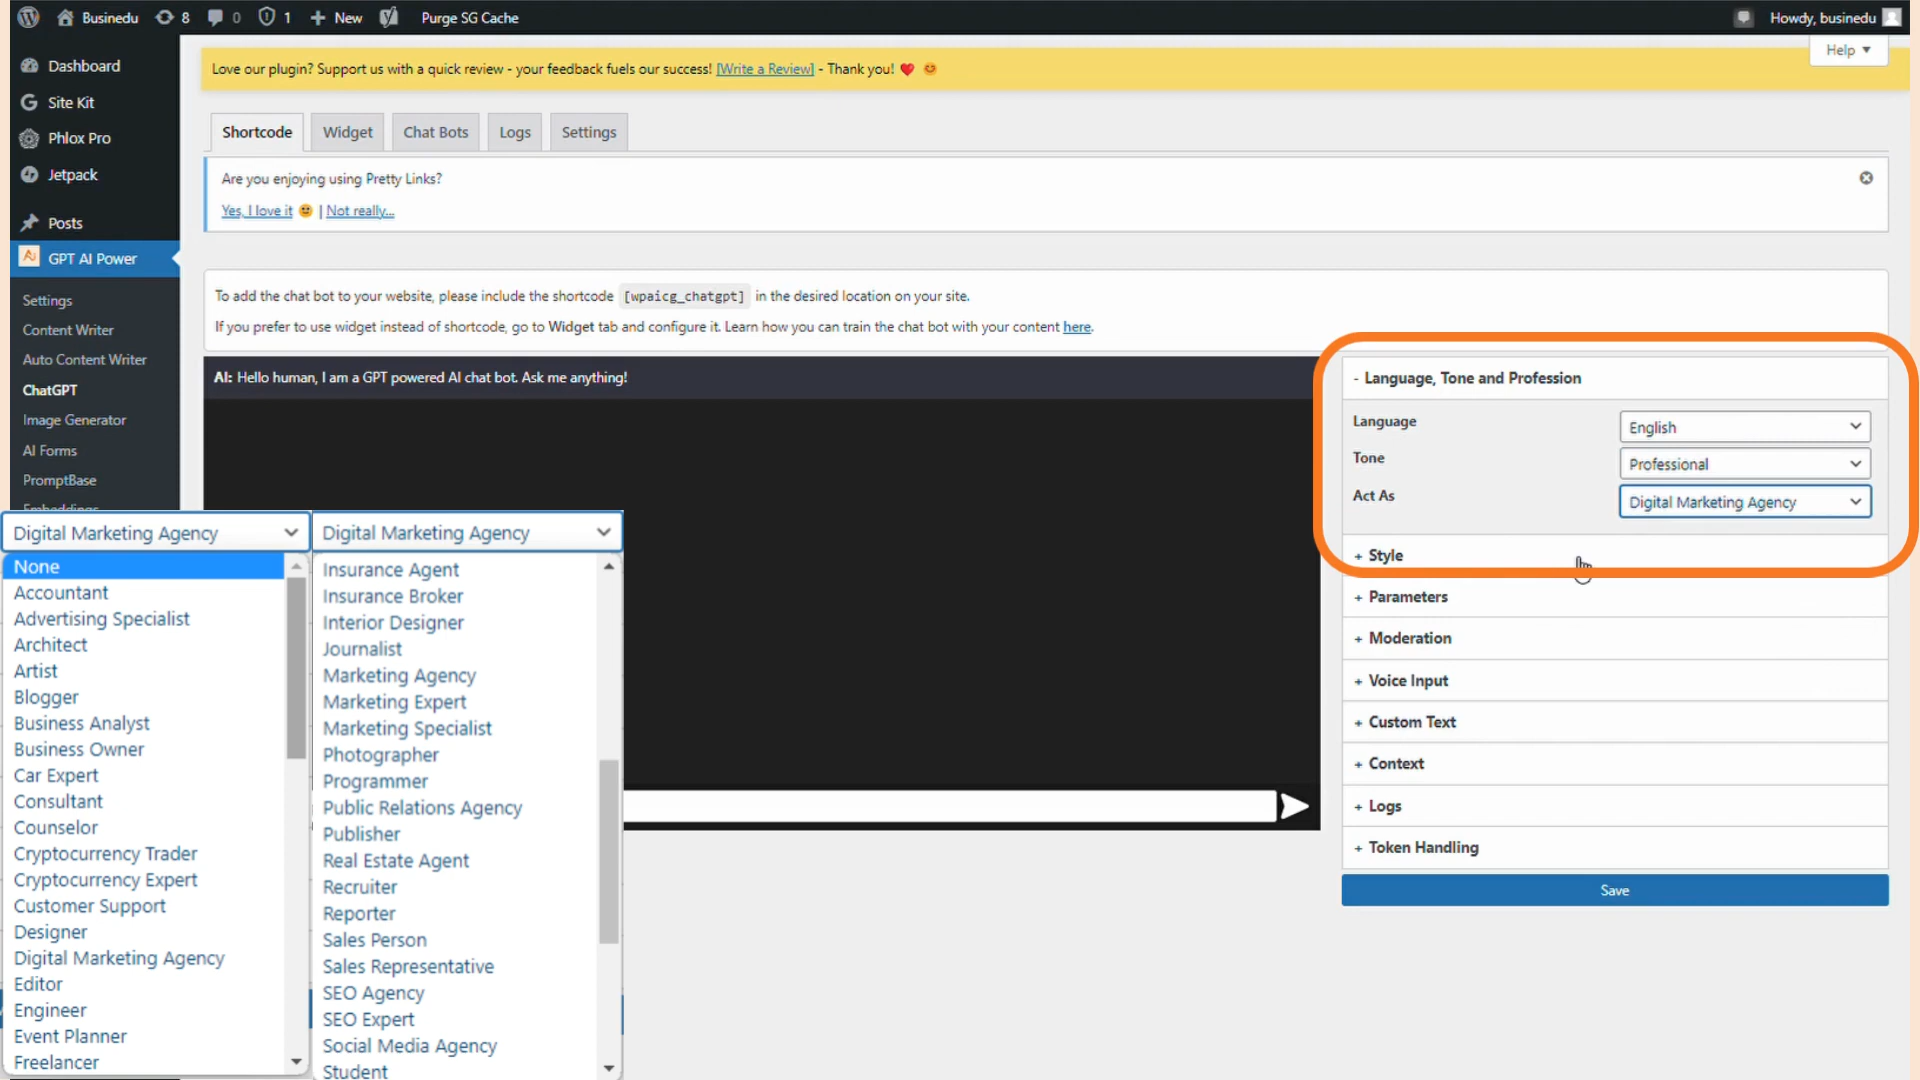 Businedu 8 0 1 New Purge SG Cache Howdy, businedu
Help
Dashboard
Site Kit
Phlox Pro
Jetpack
Posts
GPT AI Power
Settings
Content Writer
Auto Content Writer
ChatGPT
Image Generator
AI Forms
PromptBase
Embeddings
Love our plugin? Support us with a quick review - your feedback fuels our success! [Write a Review] - Thank you! ❤️ 😊
Shortcode Widget Chat Bots Logs Settings
Are you enjoying using Pretty Links?
Yes, I love it 🙂 | Not really...
To add the chat bot to your website, please include the shortcode [wpaicg_chatgpt] in the desired location on your site.
If you prefer to use widget instead of shortcode, go to Widget tab and configure it. Learn how you can train the chat bot with your content here.
AI: Hello human, I am a GPT powered AI chat bot. Ask me anything!
- Language, Tone and Profession
Language English
Tone Professional
Act As Digital Marketing Agency
+ Style
+ Parameters
+ Moderation
+ Voice Input
+ Custom Text
+ Context
+ Logs
+ Token Handling
Save
Digital Marketing Agency
None
Accountant
Advertising Specialist
Architect
Artist
Blogger
Business Analyst
Business Owner
Car Expert
Consultant
Counselor
Cryptocurrency Trader
Cryptocurrency Expert
Customer Support
Designer
Digital Marketing Agency
Editor
Engineer
Event Planner
Freelancer
Digital Marketing Agency
Insurance Agent
Insurance Broker
Interior Designer
Journalist
Marketing Agency
Marketing Expert
Marketing Specialist
Photographer
Programmer
Public Relations Agency
Publisher
Real Estate Agent
Recruiter
Reporter
Sales Person
Sales Representative
SEO Agency
SEO Expert
Social Media Agency
Student